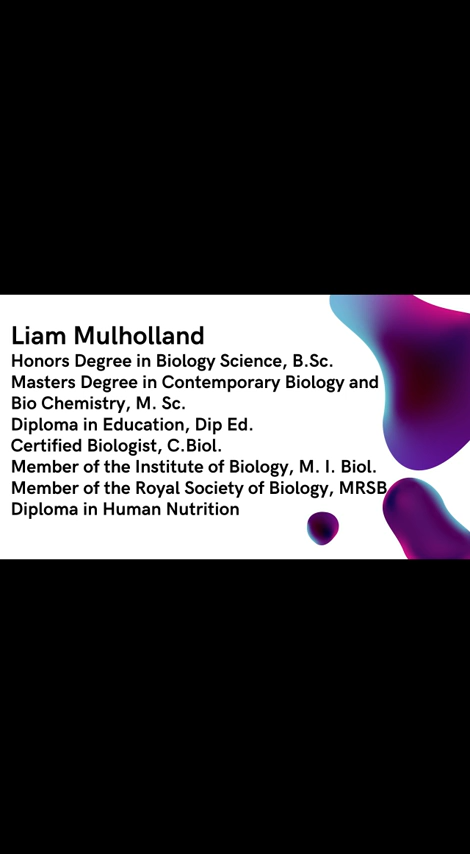 Liam Mulholland
Honors Degree in Biology Science, B.Sc.
Masters Degree in Contemporary Biology and
Bio Chemistry, M. Sc.
Diploma in Education, Dip Ed.
Certified Biologist, C.Biol.
Member of the Institute of Biology, M. I. Biol.
Member of the Royal Society of Biology, MRSB
Diploma in Human Nutrition